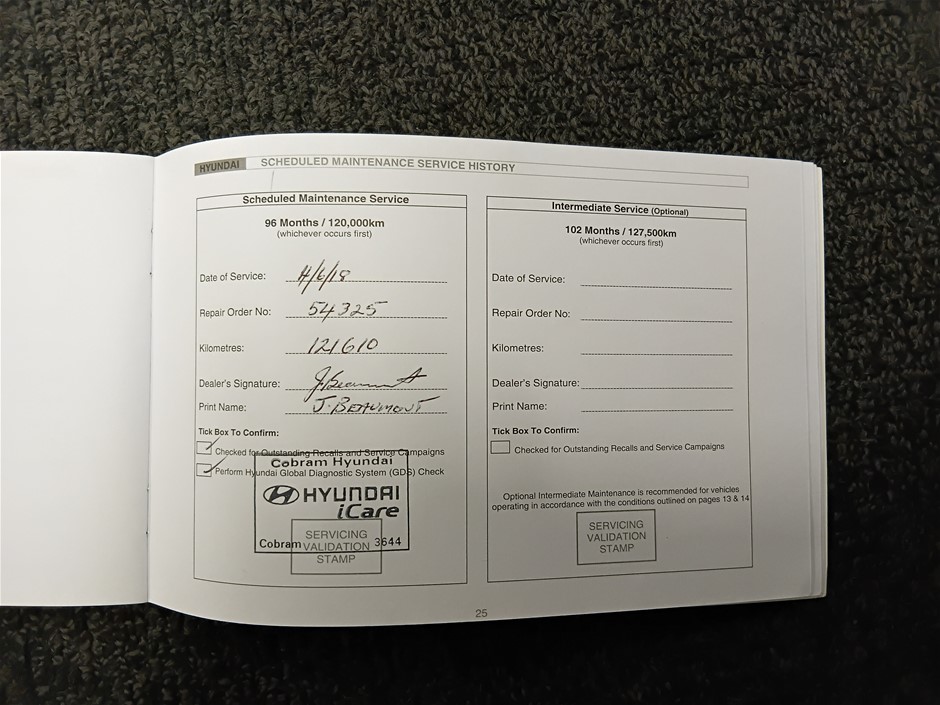 HYUNDAI SCHEDULED MAINTENANCE SERVICE HISTORY
Scheduled Maintenance Service
96 Months / 120,000km
(whichever occurs first)
Date of Service: 4/6/18
Repair Order No: 54325
Kilometres: 121610
Dealer's Signature: J. Beaumont
Print Name: J. BEAUMONT
Tick Box To Confirm:
Checked for Outstanding Recalls and Service Campaigns
Perform Hyundai Global Diagnostic System (GDS) Check
Cobram Hyundai
HYUNDAI
iCare
Cobram 3644
SERVICING
VALIDATION
STAMP
Intermediate Service (Optional)
102 Months / 127,500km
(whichever occurs first)
Date of Service:
Repair Order No:
Kilometres:
Dealer's Signature:
Print Name:
Tick Box To Confirm:
Checked for Outstanding Recalls and Service Campaigns
Optional Intermediate Maintenance is recommended for vehicles
operating in accordance with the conditions outlined on pages 13 & 14
SERVICING
VALIDATION
STAMP
25